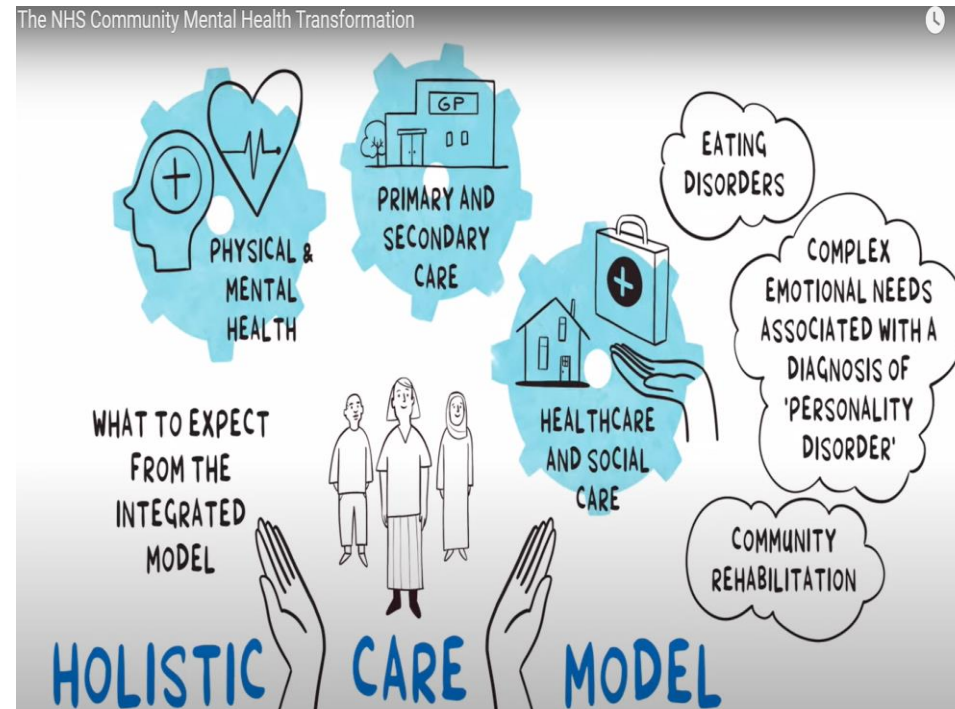 The NHS Community Mental Health Transformation
PHYSICAL &
MENTAL
HEALTH
GP
PRIMARY AND
SECONDARY
CARE
HEALTHCARE
AND SOCIAL
CARE
EATING
DISORDERS
COMPLEX
EMOTIONAL NEEDS
ASSOCIATED WITH A
DIAGNOSIS OF
'PERSONALITY
DISORDER'
COMMUNITY
REHABILITATION
WHAT TO EXPECT
FROM THE
INTEGRATED
MODEL
HOLISTIC CARE MODEL